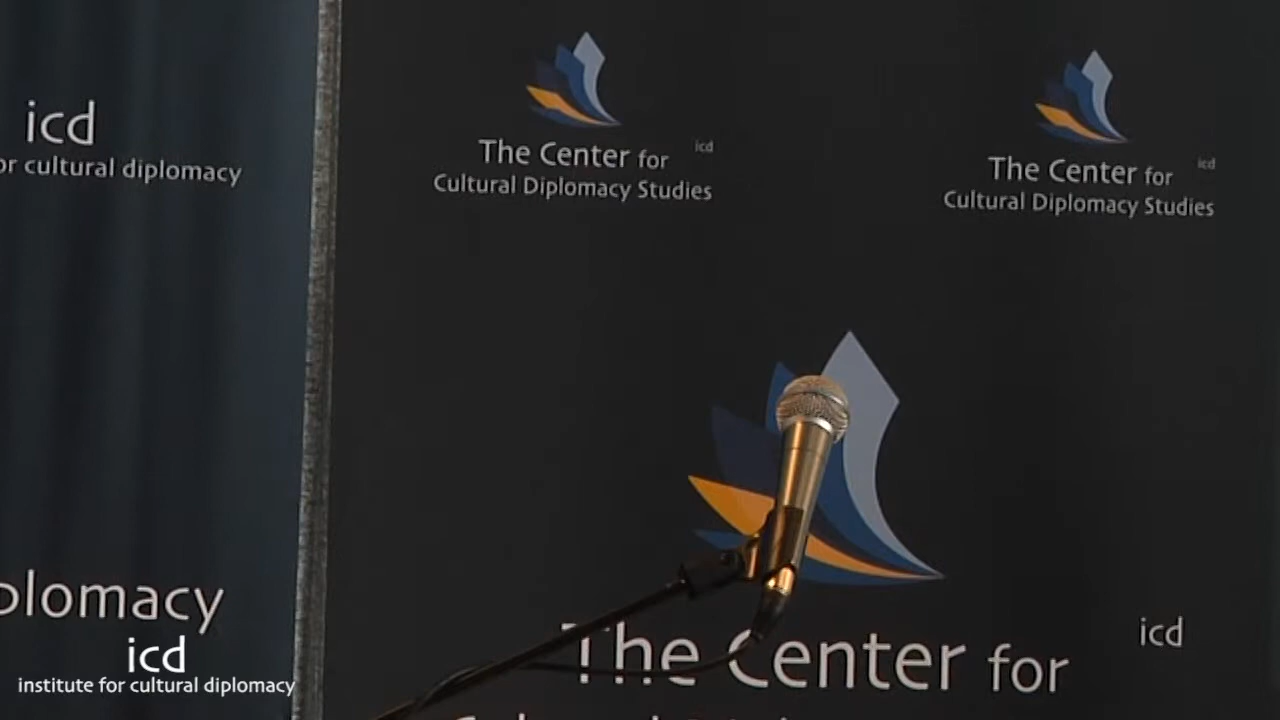 icd
or cultural diplomacy
The Center for icd
Cultural Diplomacy Studies
The Center for icd
Cultural Diplomacy Studies
plomacy
icd
institute for cultural diplomacy
The Center for icd